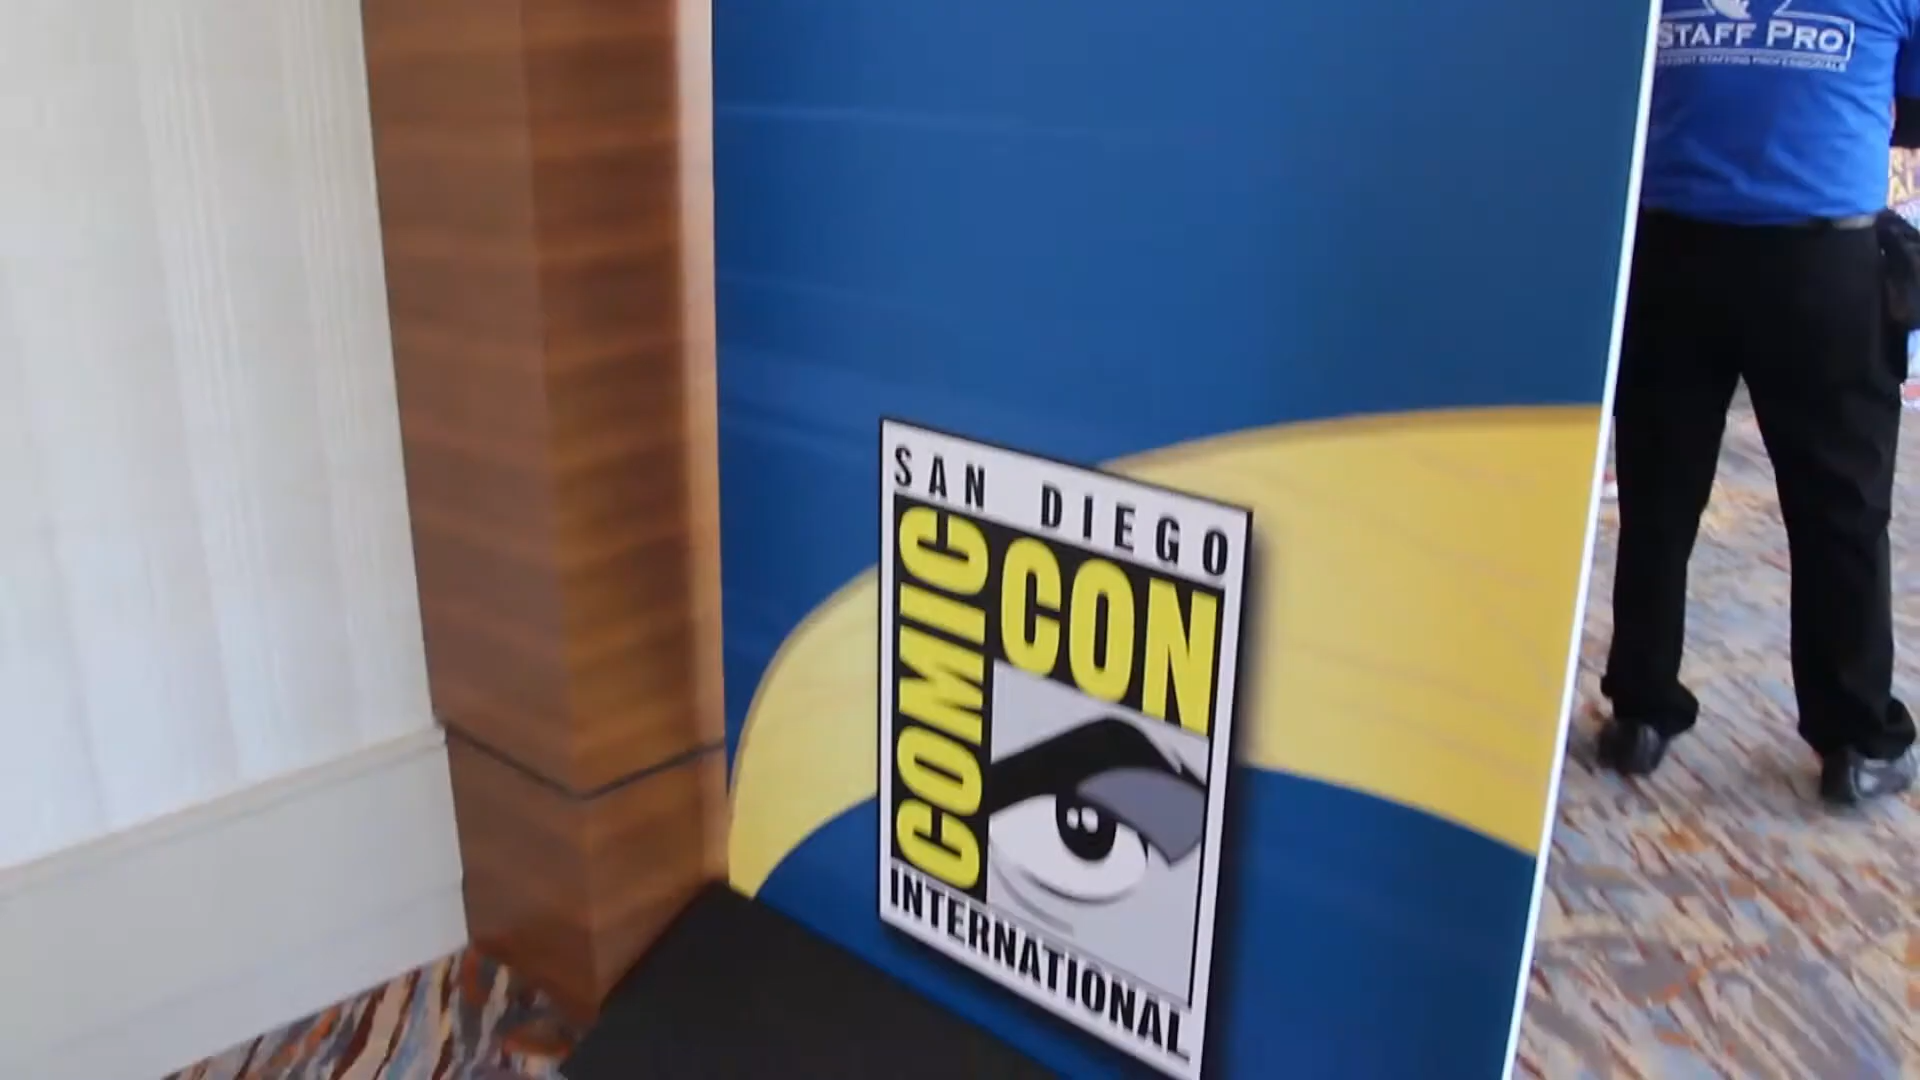 STAFF PRO
SAN DIEGO
COMIC
CON
INTERNATIONAL